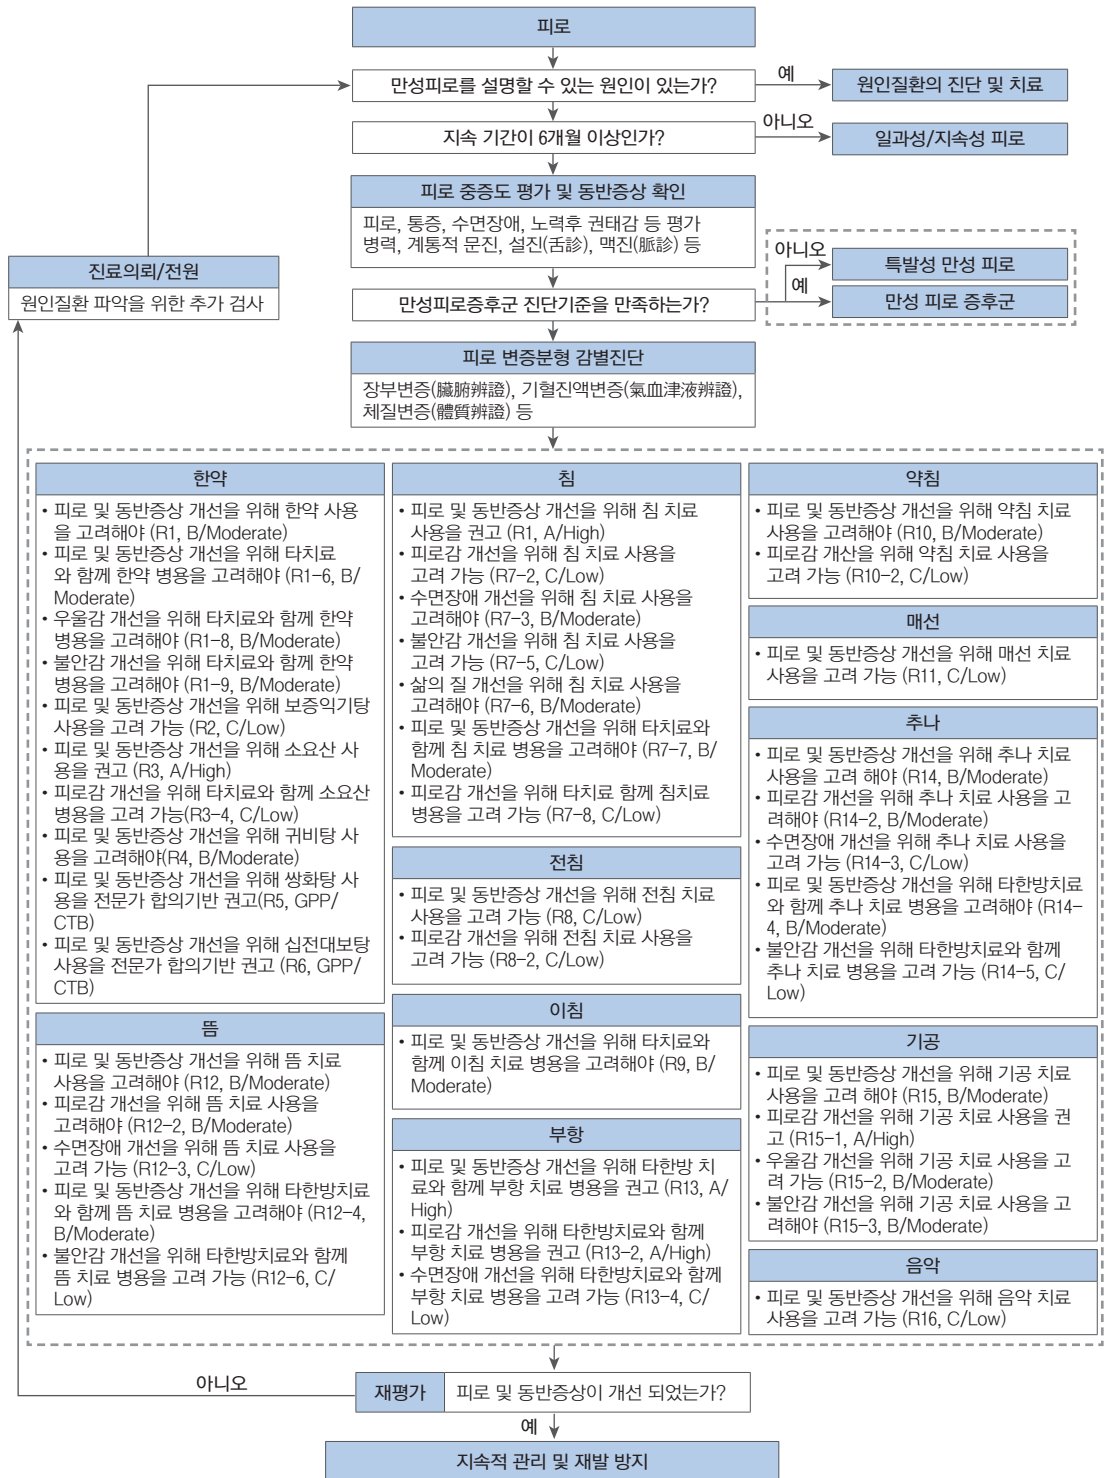 피로
만성피로를 설명할 수 있는 원인이 있는가?
예
원인질환의 진단 및 치료
지속 기간이 6개월 이상인가?
아니오
일과성/지속성 피로
피로 중증도 평가 및 동반증상 확인
피로, 통증, 수면장애, 노력후 권태감 등 평가
병력, 계통적 문진, 설진(舌診), 맥진(脈診) 등
진료의뢰/전원
원인질환 파악을 위한 추가 검사
만성피로증후군 진단기준을 만족하는가?
아니오
특발성 만성 피로
예
만성 피로 증후군
피로 변증분형 감별진단
장부변증(臟腑辨證), 기혈진액변증(氣血津液辨證),
체질변증(體質辨證) 등
한약
• 피로 및 동반증상 개선을 위해 한약 사용
을 고려해야 (R1, B/Moderate)
• 피로 및 동반증상 개선을 위해 타치료
와 함께 한약 병용을 고려해야 (R1-6, B/
Moderate)
• 우울감 개선을 위해 타치료와 함께 한약
병용을 고려해야 (R1-8, B/Moderate)
• 불안감 개선을 위해 타치료와 함께 한약
병용을 고려해야 (R1-9, B/Moderate)
• 피로 및 동반증상 개선을 위해 보증익기탕
사용을 고려 가능 (R2, C/Low)
• 피로 및 동반증상 개선을 위해 소요산 사
용을 권고 (R3, A/High)
• 피로감 개선을 위해 타치료와 함께 소요산
병용을 고려 가능(R3-4, C/Low)
• 피로 및 동반증상 개선을 위해 귀비탕 사
용을 고려해야(R4, B/Moderate)
• 피로 및 동반증상 개선을 위해 쌍화탕 사
용을 전문가 합의기반 권고(R5, GPP/
CTB)
• 피로 및 동반증상 개선을 위해 십전대보탕
사용을 전문가 합의기반 권고 (R6, GPP/
CTB)
뜸
• 피로 및 동반증상 개선을 위해 뜸 치료
사용을 고려해야 (R12, B/Moderate)
• 피로감 개선을 위해 뜸 치료 사용을
고려해야 (R12-2, B/Moderate)
• 수면장애 개선을 위해 뜸 치료 사용을
고려 가능 (R12-3, C/Low)
• 피로 및 동반증상 개선을 위해 타한방치료
와 함께 뜸 치료 병용을 고려해야 (R12-4,
B/Moderate)
• 불안감 개선을 위해 타한방치료와 함께
뜸 치료 병용을 고려 가능 (R12-6, C/
Low)
침
• 피로 및 동반증상 개선을 위해 침 치료
사용을 권고 (R1, A/High)
• 피로감 개선을 위해 침 치료 사용을
고려 가능 (R7-2, C/Low)
• 수면장애 개선을 위해 침 치료 사용을
고려해야 (R7-3, B/Moderate)
• 불안감 개선을 위해 침 치료 사용을
고려 가능 (R7-5, C/Low)
• 삶의 질 개선을 위해 침 치료 사용을
고려해야 (R7-6, B/Moderate)
• 피로 및 동반증상 개선을 위해 타치료와
함께 침 치료 병용을 고려해야 (R7-7, B/
Moderate)
• 피로감 개선을 위해 타치료 함께 침치료
병용을 고려 가능 (R7-8, C/Low)
전침
• 피로 및 동반증상 개선을 위해 전침 치료
사용을 고려 가능 (R8, C/Low)
• 피로감 개선을 위해 전침 치료 사용을
고려 가능 (R8-2, C/Low)
이침
• 피로 및 동반증상 개선을 위해 타치료와
함께 이침 치료 병용을 고려해야 (R9, B/
Moderate)
부항
• 피로 및 동반증상 개선을 위해 타한방 치
료와 함께 부항 치료 병용을 권고 (R13, A/
High)
• 피로감 개선을 위해 타한방치료와 함께
부항 치료 병용을 권고 (R13-2, A/High)
• 수면장애 개선을 위해 타한방치료와 함께
부항 치료 병용을 고려 가능 (R13-4, C/
Low)
약침
• 피로 및 동반증상 개선을 위해 약침 치료
사용을 고려해야 (R10, B/Moderate)
• 피로감 개산을 위해 약침 치료 사용을
고려 가능 (R10-2, C/Low)
매선
• 피로 및 동반증상 개선을 위해 매선 치료
사용을 고려 가능 (R11, C/Low)
추나
• 피로 및 동반증상 개선을 위해 추나 치료
사용을 고려 해야 (R14, B/Moderate)
• 피로감 개선을 위해 추나 치료 사용을 고
려해야 (R14-2, B/Moderate)
• 수면장애 개선을 위해 추나 치료 사용을
고려 가능 (R14-3, C/Low)
• 피로 및 동반증상 개선을 위해 타한방치료
와 함께 추나 치료 병용을 고려해야 (R14-
4, B/Moderate)
• 불안감 개선을 위해 타한방치료와 함께
추나 치료 병용을 고려 가능 (R14-5, C/
Low)
기공
• 피로 및 동반증상 개선을 위해 기공 치료
사용을 고려 해야 (R15, B/Moderate)
• 피로감 개선을 위해 기공 치료 사용을 권
고 (R15-1, A/High)
• 우울감 개선을 위해 기공 치료 사용을 고
려 가능 (R15-2, B/Moderate)
• 불안감 개선을 위해 기공 치료 사용을 고
려해야 (R15-3, B/Moderate)
음악
• 피로 및 동반증상 개선을 위해 음악 치료
사용을 고려 가능 (R16, C/Low)
아니오
재평가
피로 및 동반증상이 개선 되었는가?
예
지속적 관리 및 재발 방지